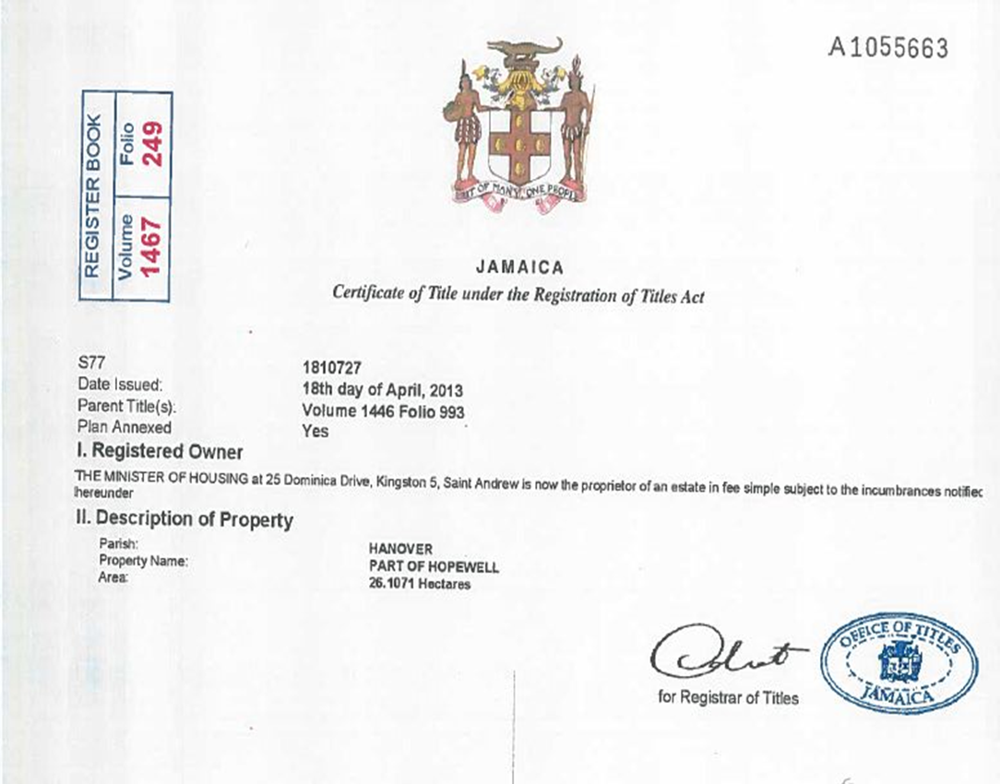 A1055663
REGISTER BOOK
Volume Folio
1467 249
OUT OF MANY, ONE PEOPLE
JAMAICA
Certificate of Title under the Registration of Titles Act
S77 1810727
Date Issued: 18th day of April, 2013
Parent Title(s): Volume 1446 Folio 993
Plan Annexed Yes
I. Registered Owner
THE MINISTER OF HOUSING at 25 Dominica Drive, Kingston 5, Saint Andrew is now the proprietor of an estate in fee simple subject to the incumbrances notified
hereunder
II. Description of Property
Parish: HANOVER
Property Name: PART OF HOPEWELL
Area: 26.1071 Hectares
for Registrar of Titles
OFFICE OF TITLES
JAMAICA